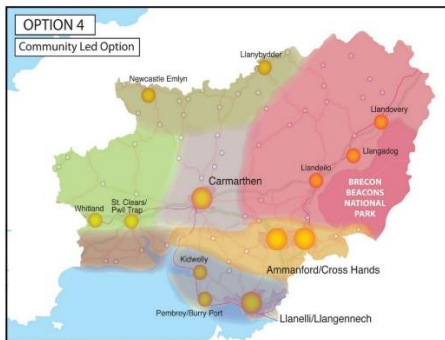 OPTION 4
Community Led Option
Llanybydder
Newcastle Emlyn
Llandovery
Llangadog
Llandeilo
BRECON
BEACONS
NATIONAL
PARK
Carmarthen
St. Clears/
Pwll Trap
Whitland
Ammanford/Cross Hands
Kidwelly
Pembrey/Burry Port
Llanelli/Llangennech